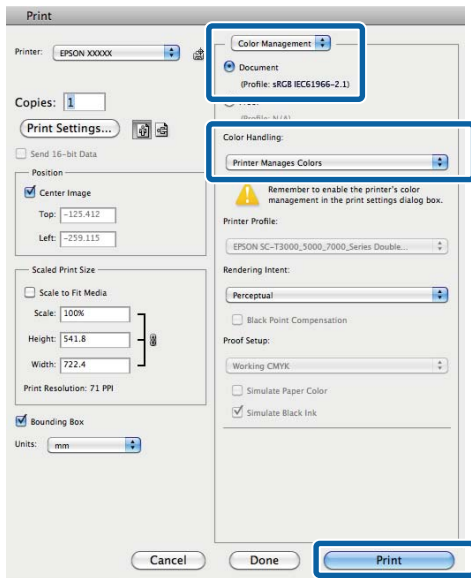 Print
Printer: EPSON XXXXX
Copies: 1
Print Settings...
Send 16-bit Data
Position
Center Image
Top: -125.412
Left: -259.115
Scaled Print Size
Scale to Fit Media
Scale: 100%
Height: 541.8
Width: 722.4
Print Resolution: 71 PPI
Bounding Box
Units: mm
Color Management
Document
(Profile: sRGB IEC61966-2.1)
(Profile: N/A)
Color Handling:
Printer Manages Colors
Remember to enable the printer's color
management in the print settings dialog box.
Printer Profile:
EPSON SC-T3000_5000_7000_Series Double...
Rendering Intent:
Perceptual
Black Point Compensation
Proof Setup:
Working CMYK
Simulate Paper Color
Simulate Black Ink
Cancel
Done
Print